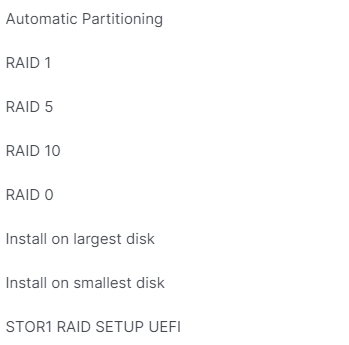 Automatic Partitioning
RAID 1
RAID 5
RAID 10
RAID 0
Install on largest disk
Install on smallest disk
STOR1 RAID SETUP UEFI